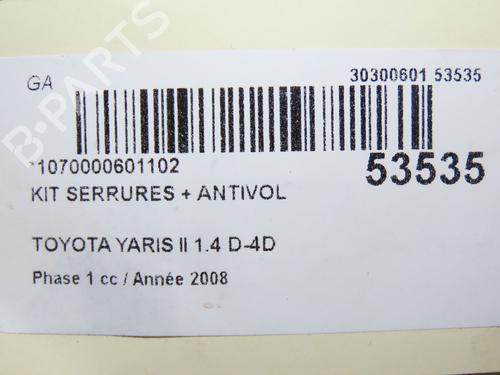 GA
30300601 53535
*1070000601102
53535
KIT SERRURES + ANTIVOL
TOYOTA YARIS II 1.4 D-4D
Phase 1 cc / Année 2008
B-PARTS